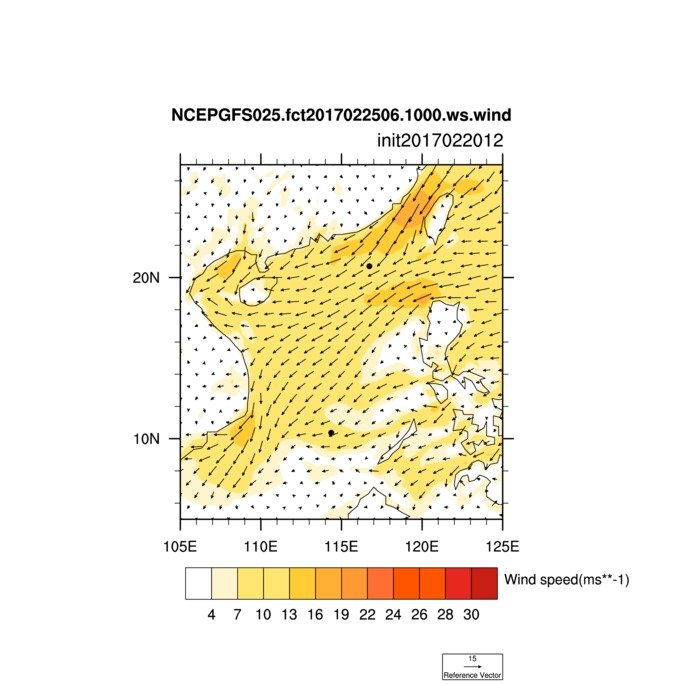 NCEPGFS025.fct2017022506.1000.ws.wind
init2017022012
20N
10N
105E 110E 115E 120E 125E
Wind speed(ms**-1)
4 7 10 13 16 19 22 24 26 28 30
15
Reference Vector